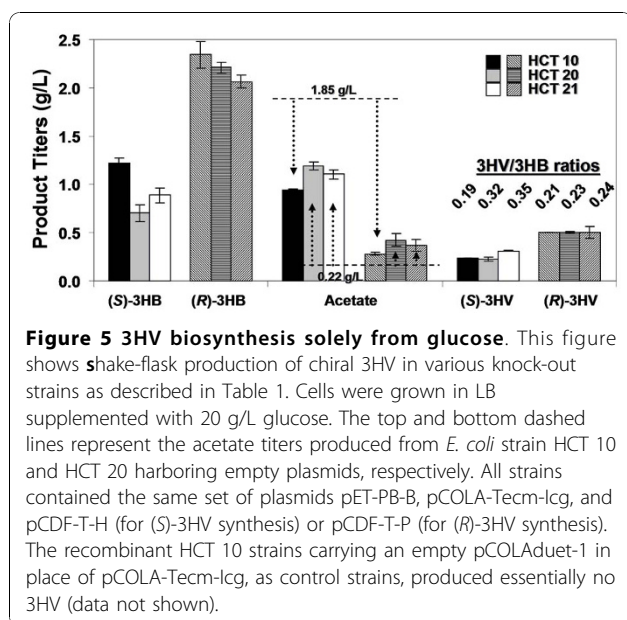 2.5
2.0
1.5
1.0
0.5
0.0
Product Titers (g/L)
HCT 10
HCT 20
HCT 21
1.85 g/L
0.22 g/L
3HV/3HB ratios
0.19 0.32 0.35 0.21 0.23 0.24
(S)-3HB (R)-3HB Acetate (S)-3HV (R)-3HV
Figure 5 3HV biosynthesis solely from glucose. This figure
shows shake-flask production of chiral 3HV in various knock-out
strains as described in Table 1. Cells were grown in LB
supplemented with 20 g/L glucose. The top and bottom dashed
lines represent the acetate titers produced from E. coli strain HCT 10
and HCT 20 harboring empty plasmids, respectively. All strains
contained the same set of plasmids pET-PB-B, pCOLA-Tecm-Icg, and
pCDF-T-H (for (S)-3HV synthesis) or pCDF-T-P (for (R)-3HV synthesis).
The recombinant HCT 10 strains carrying an empty pCOLAduet-1 in
place of pCOLA-Tecm-Icg, as control strains, produced essentially no
3HV (data not shown).